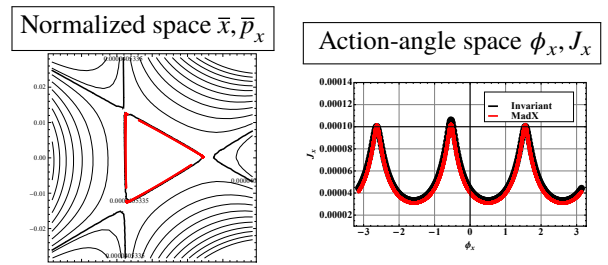 Normalized space x̅, p̅ₓ
Action-angle space ϕₓ, Jₓ
0.02
0.01
0.00
−0.01
−0.02
0.00014
0.00012
0.00010
0.00008
0.00006
0.00004
0.00002
Jₓ
Invariant
MadX
−3 −2 −1 0 1 2 3
ϕₓ